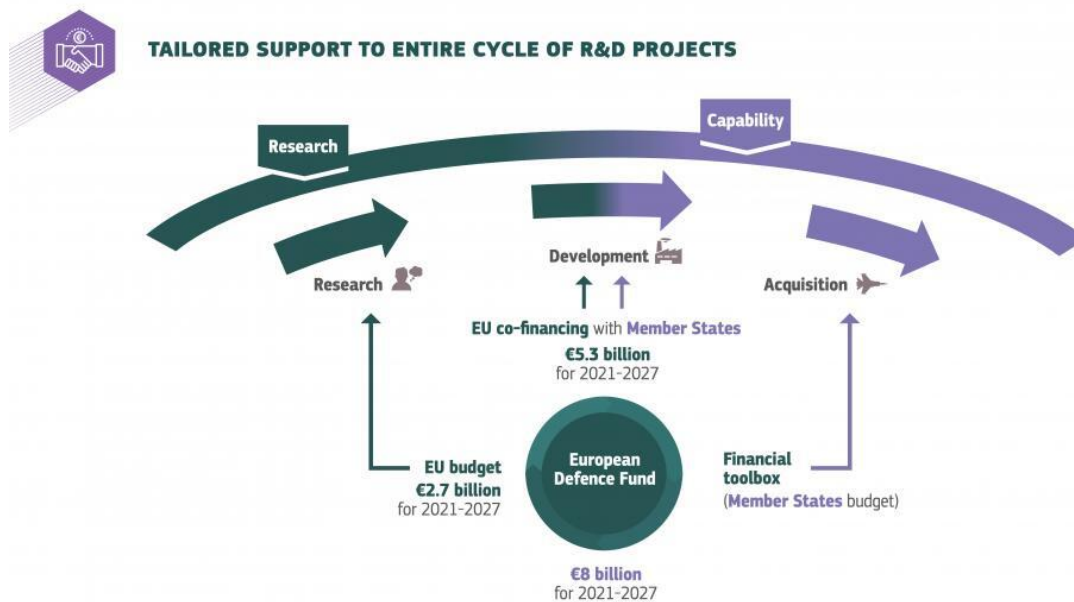 TAILORED SUPPORT TO ENTIRE CYCLE OF R&D PROJECTS
Research
Capability
Research
Development
Acquisition
EU co-financing with Member States
€5.3 billion
for 2021-2027
EU budget
€2.7 billion
for 2021-2027
European
Defence Fund
Financial
toolbox
(Member States budget)
€8 billion
for 2021-2027